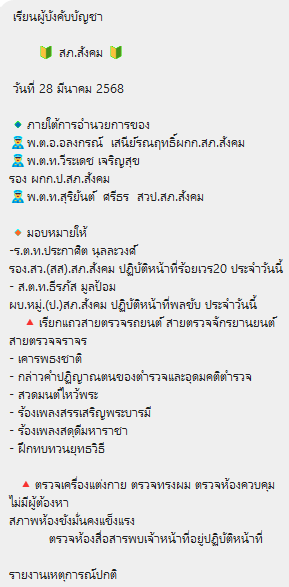 เรียนผู้บังคับบัญชา
🔰 สภ.สังคม 🔰
วันที่ 28 มีนาคม 2568
🔹ภายใต้การอำนวยการของ
👮พ.ต.อ.อลงกรณ์ เสนีย์รณฤทธิ์ผกก.สภ.สังคม
👮พ.ต.ท.วีระเดช เจริญสุข
รอง ผกก.ป.สภ.สังคม
👮พ.ต.ท.สุริยันต์ ศรีธร สวป.สภ.สังคม
🔸มอบหมายให้
-ร.ต.ท.ประกาศิต นุลละวงศ์
รอง.สว.(สส).สภ.สังคม ปฏิบัติหน้าที่ร้อยเวร20 ประจำวันนี้
- ส.ต.ท.ธีรภัส มูลป้อม
ผบ.หมู่.(ป.)สภ.สังคม ปฏิบัติหน้าที่พลขับ ประจำวันนี้
🔺เรียกแถวสายตรวจรถยนต์ สายตรวจจักรยานยนต์
สายตรวจจราจร
- เคารพธงชาติ
- กล่าวคำปฏิญาณตนของตำรวจและอุดมคติตำรวจ
- สวดมนต์ไหว้พระ
- ร้องเพลงสรรเสริญพระบารมี
- ร้องเพลงสดุดีมหาราชา
- ฝึกทบทวนยุทธวิธี
🔺ตรวจเครื่องแต่งกาย ตรวจทรงผม ตรวจห้องควบคุม
ไม่มีผู้ต้องหา
สภาพห้องขังมั่นคงแข็งแรง
ตรวจห้องสื่อสารพบเจ้าหน้าที่อยู่ปฏิบัติหน้าที่
รายงานเหตุการณ์ปกติ